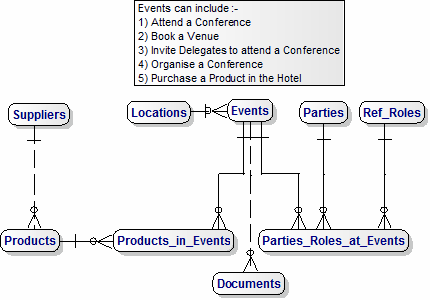 Events can include :-
1) Attend a Conference
2) Book a Venue
3) Invite Delegates to attend a Conference
4) Organise a Conference
5) Purchase a Product in the Hotel
Suppliers
Locations
Events
Parties
Ref_Roles
Products
Products_in_Events
Parties_Roles_at_Events
Documents